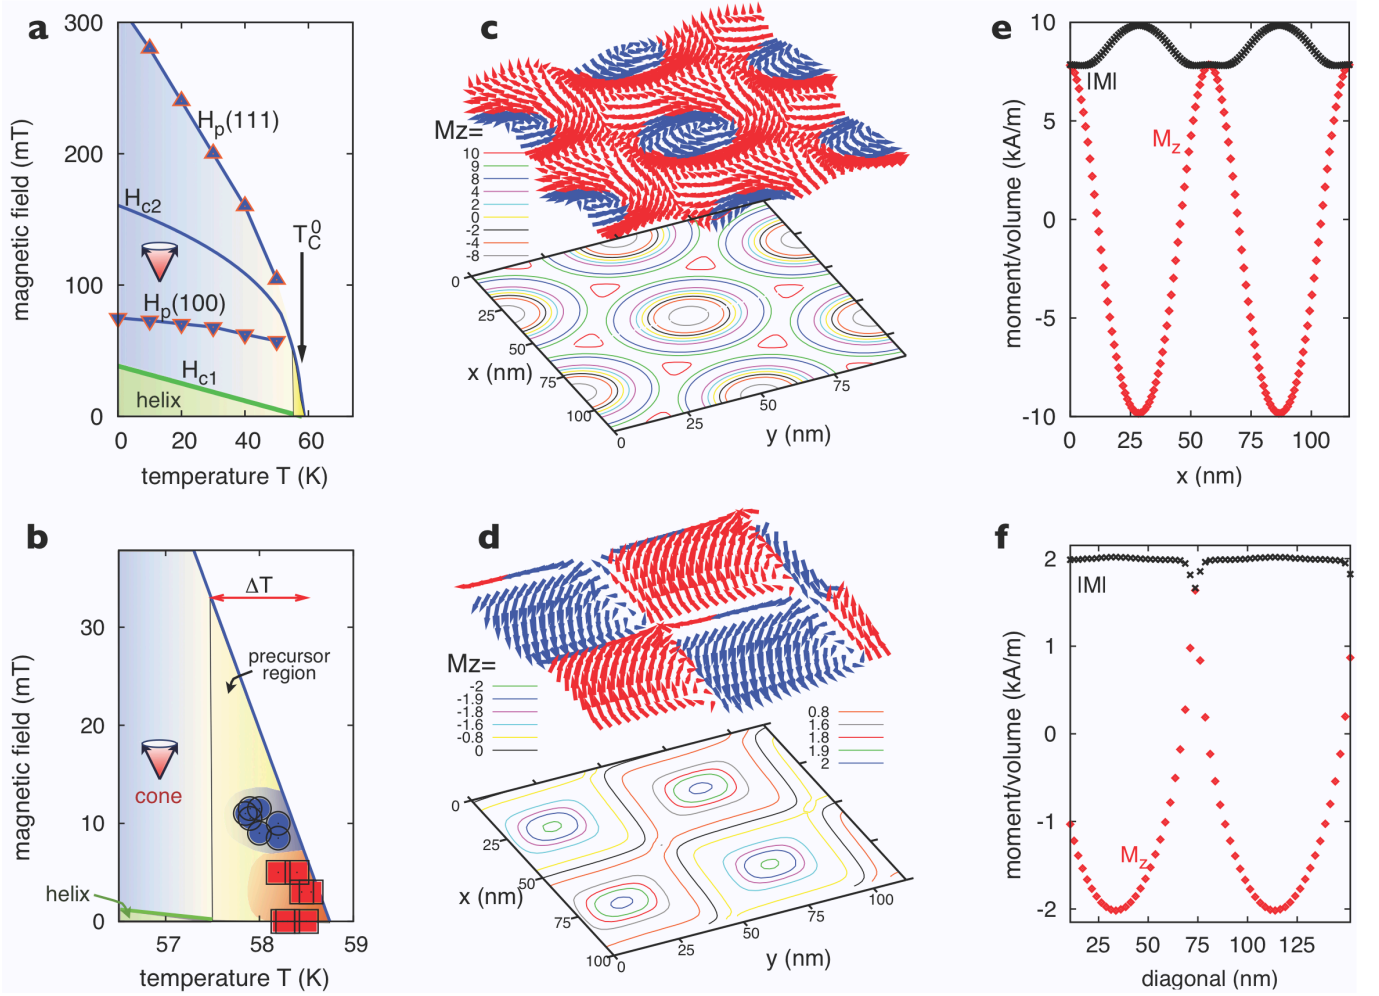 a
300
200
100
0
magnetic field (mT)
Hp(111)
Hc2
TC0
Hp(100)
Hc1
helix
0 20 40 60
temperature T (K)
b
30
20
10
0
magnetic field (mT)
ΔT
precursor
region
cone
helix
57 58 59
temperature T (K)
c
Mz=
10
9
8
4
2
0
-2
-4
-8
0
25
50
75
100
x (nm)
0
25
50
75
y (nm)
d
Mz=
-2
-1.9
-1.8
-1.6
-0.8
0
0.8
1.6
1.8
1.9
2
0
25
50
75
100
x (nm)
0
25
50
75
100
y (nm)
e
10
5
0
-5
-10
moment/volume (kA/m)
|M|
Mz
0 25 50 75 100
x (nm)
f
2
1
0
-1
-2
moment/volume (kA/m)
|M|
Mz
25 50 75 100 125
diagonal (nm)